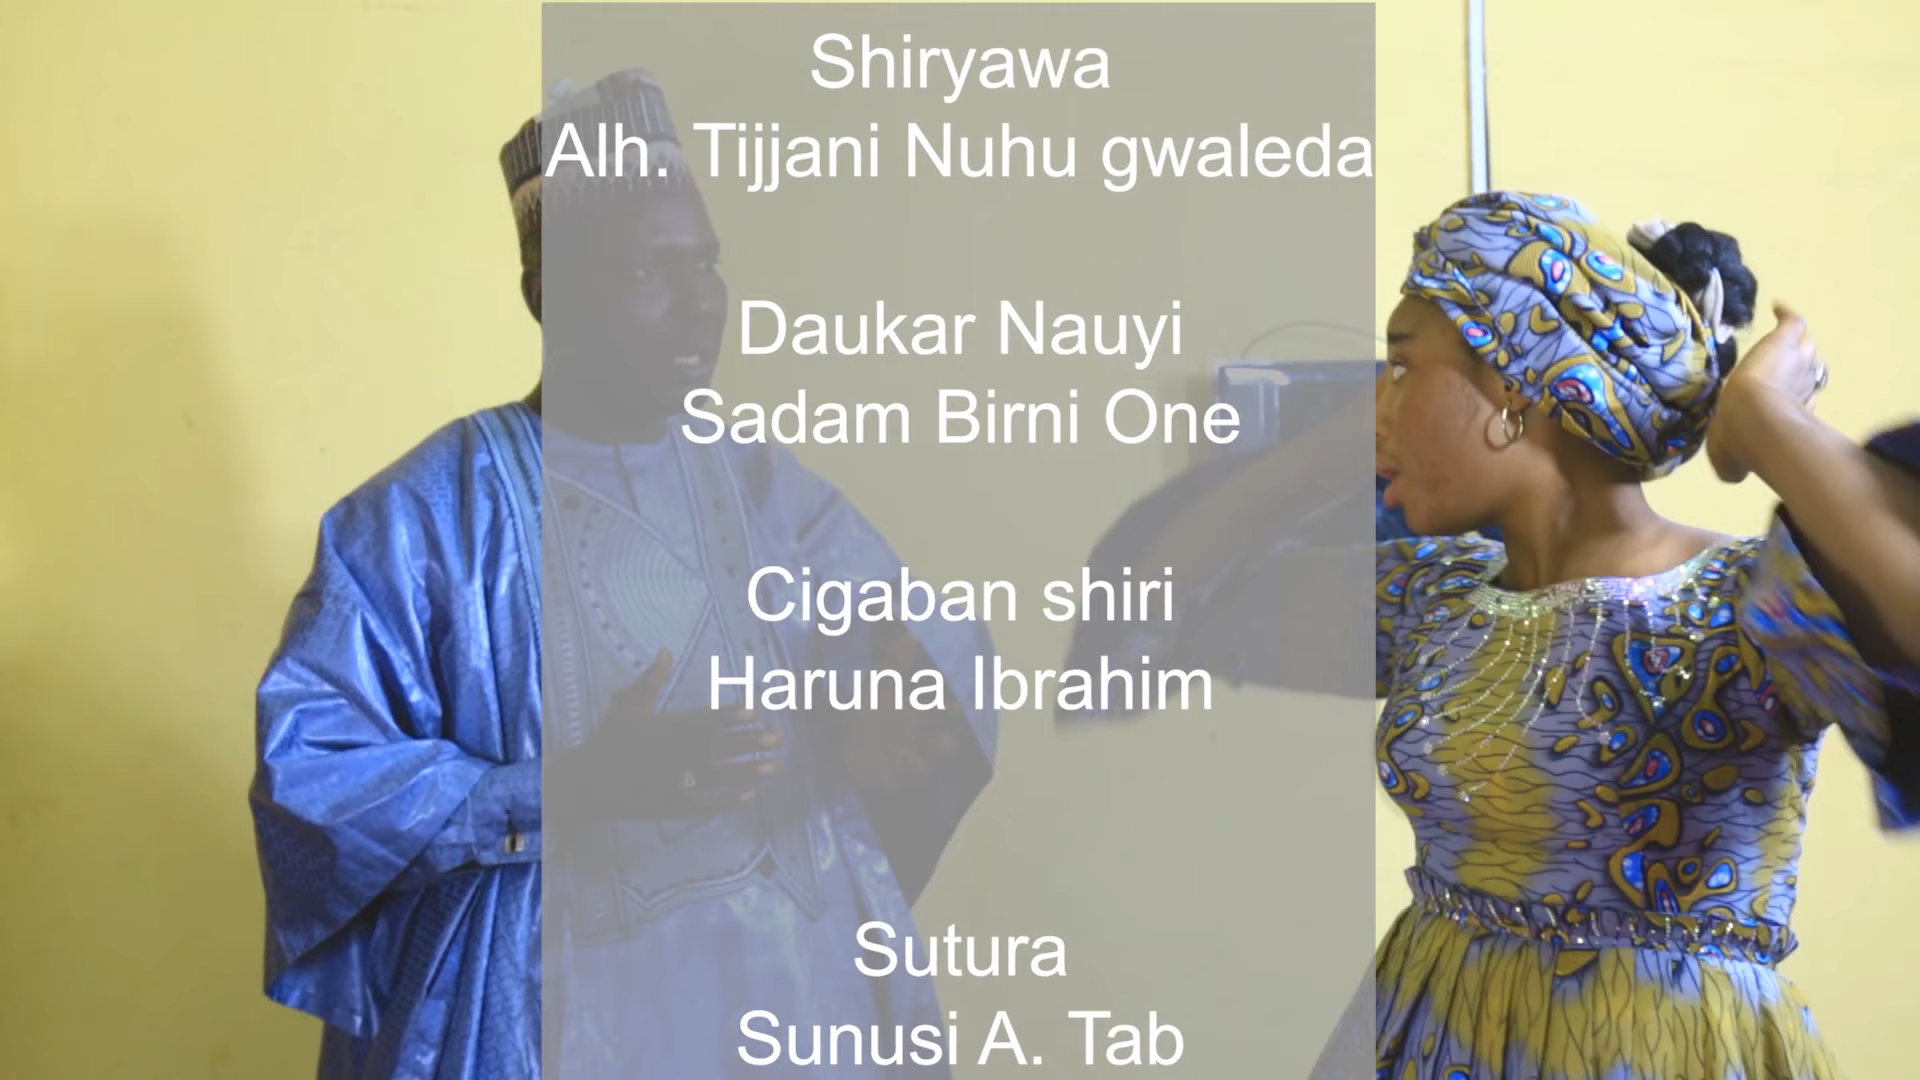 Shiryawa
Alh. Tijjani Nuhu gwaleda
Daukar Nauyi
Sadam Birni One
Cigaban shiri
Haruna Ibrahim
Sutura
Sunusi A. Tab